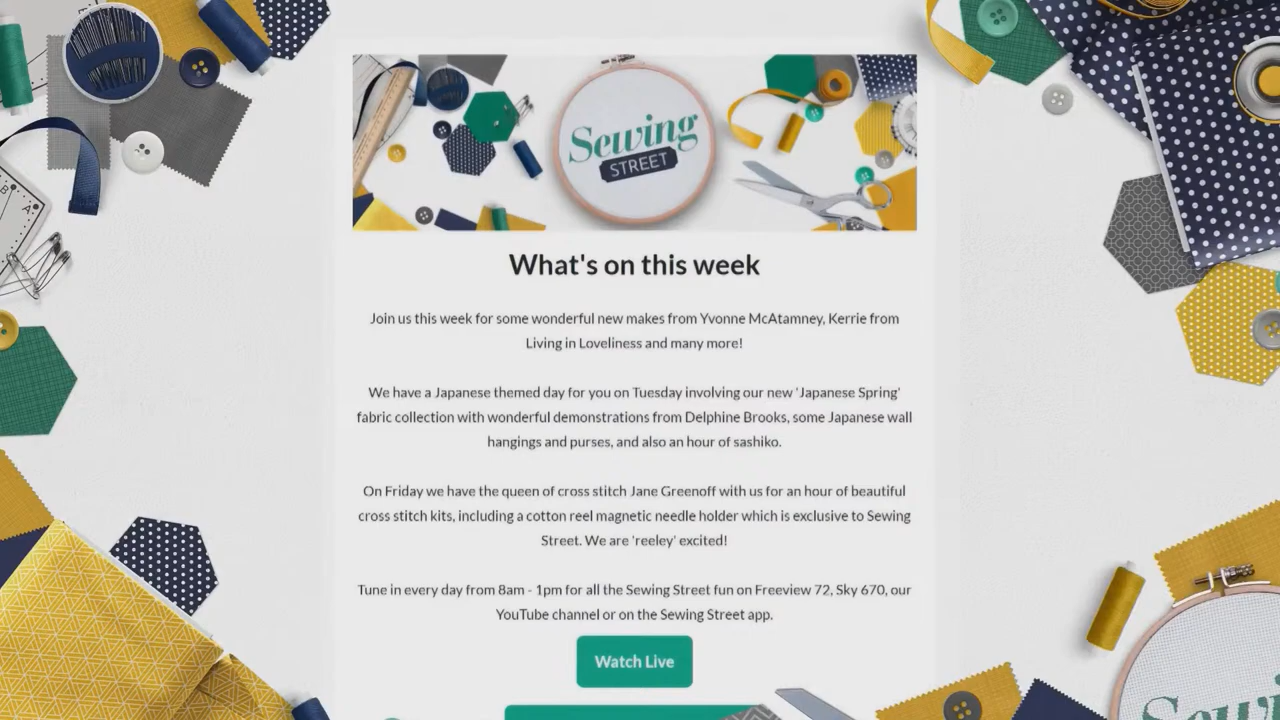 Sewing
STREET
What's on this week
Join us this week for some wonderful new makes from Yvonne McAtamney, Kerrie from
Living in Loveliness and many more!
We have a Japanese themed day for you on Tuesday involving our new 'Japanese Spring'
fabric collection with wonderful demonstrations from Delphine Brooks, some Japanese wall
hangings and purses, and also an hour of sashiko.
On Friday we have the queen of cross stitch Jane Greenoff with us for an hour of beautiful
cross stitch kits, including a cotton reel magnetic needle holder which is exclusive to Sewing
Street. We are 'reeley' excited!
Tune in every day from 8am - 1pm for all the Sewing Street fun on Freeview 72, Sky 670, our
YouTube channel or on the Sewing Street app.
Watch Live